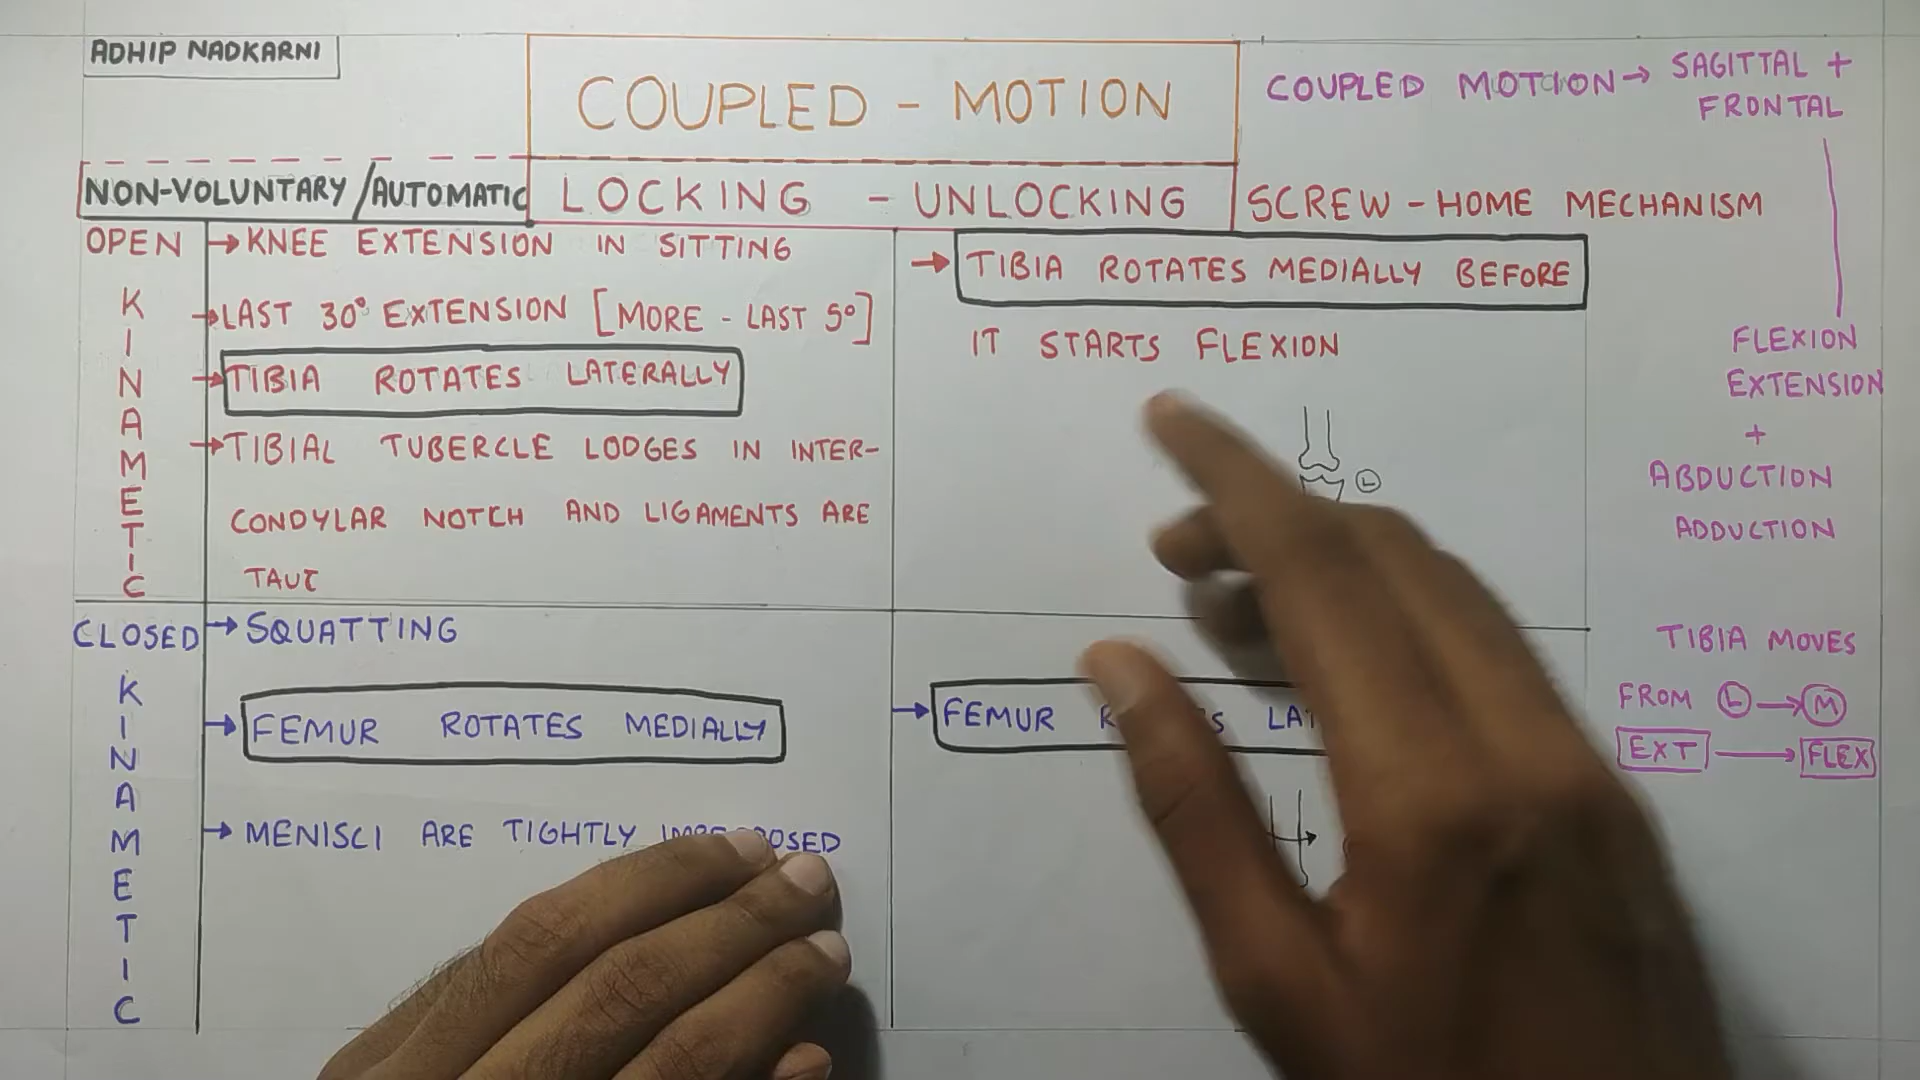 ADHIP NADKARNI
COUPLED - MOTION
COUPLED MOTION → SAGITTAL +
FRONTAL
NON-VOLUNTARY/AUTOMATIC
LOCKING - UNLOCKING
SCREW-HOME MECHANISM
OPEN
KINAMETIC
→ KNEE EXTENSION IN SITTING
→ LAST 30° EXTENSION [MORE - LAST 5°]
→ TIBIA ROTATES LATERALLY
→ TIBIAL TUBERCLE LODGES IN INTER-
CONDYLAR NOTCH AND LIGAMENTS ARE
TAUT
→ TIBIA ROTATES MEDIALLY BEFORE
IT STARTS FLEXION
L
FLEXION
EXTENSION
+
ABDUCTION
ADDUCTION
CLOSED
KINAMETIC
→ SQUATTING
→ FEMUR ROTATES MEDIALLY
→ MENISCI ARE TIGHTLY
→ FEMUR
TIBIA MOVES
FROM L → M
EXT → FLEX